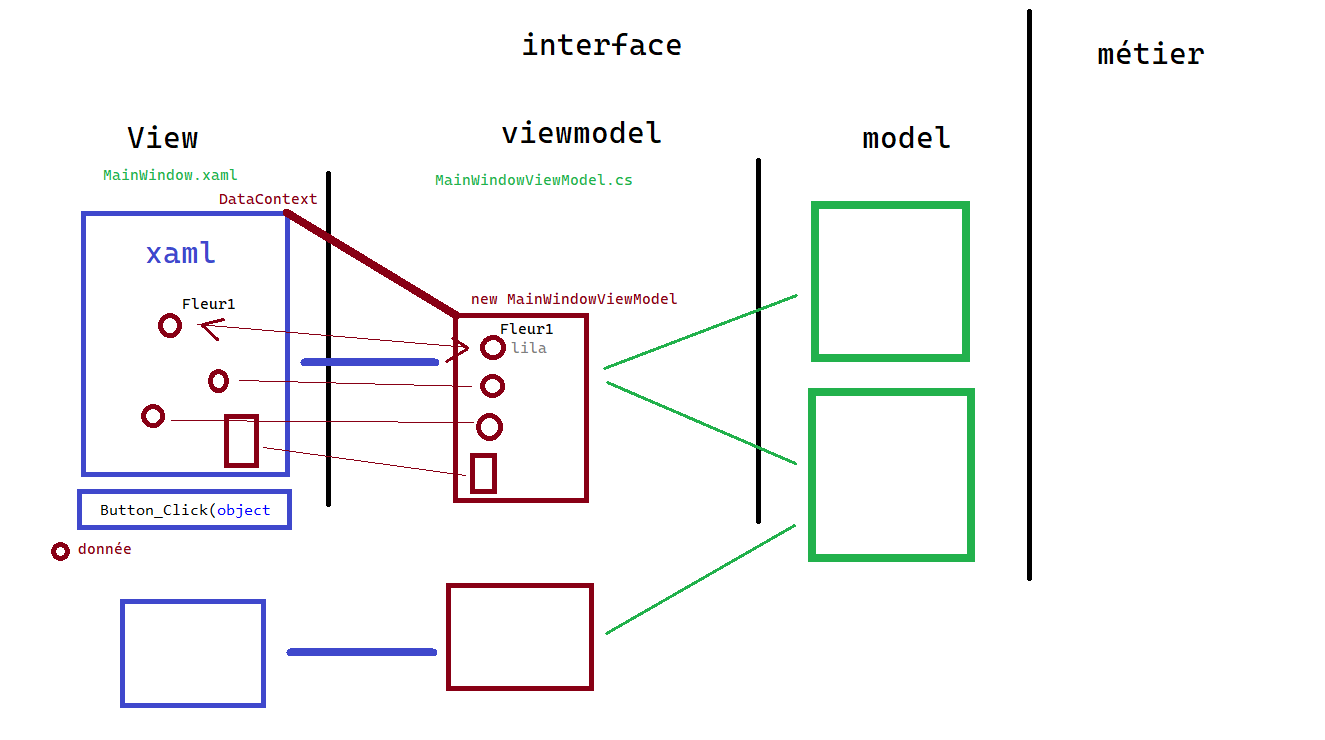 interface
métier
View
viewmodel
model
MainWindow.xaml
MainWindowViewModel.cs
DataContext
xaml
new MainWindowViewModel
Fleur1
Fleur1
lila
Button_Click(object
donnée